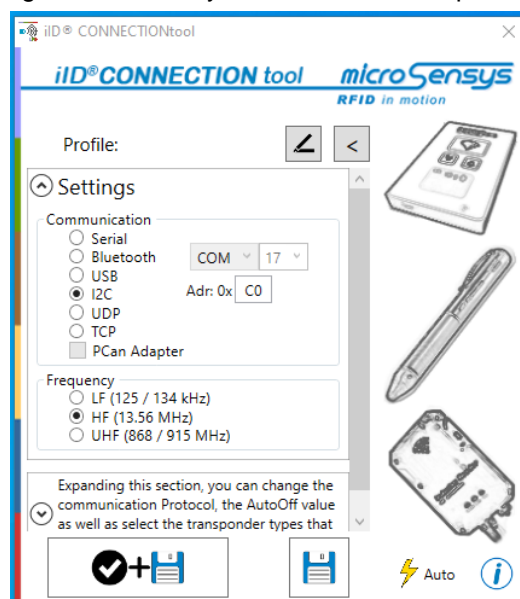 iID® CONNECTIONtool
iID®CONNECTION tool
microSensys
RFID in motion
Profile:
<
Settings
Communication
Serial
Bluetooth
COM
17
USB
I2C
Adr: 0x
C0
UDP
TCP
PCan Adapter
Frequency
LF (125 / 134 kHz)
HF (13.56 MHz)
UHF (868 / 915 MHz)
Expanding this section, you can change the
communication Protocol, the AutoOff value
as well as select the transponder types that
Auto